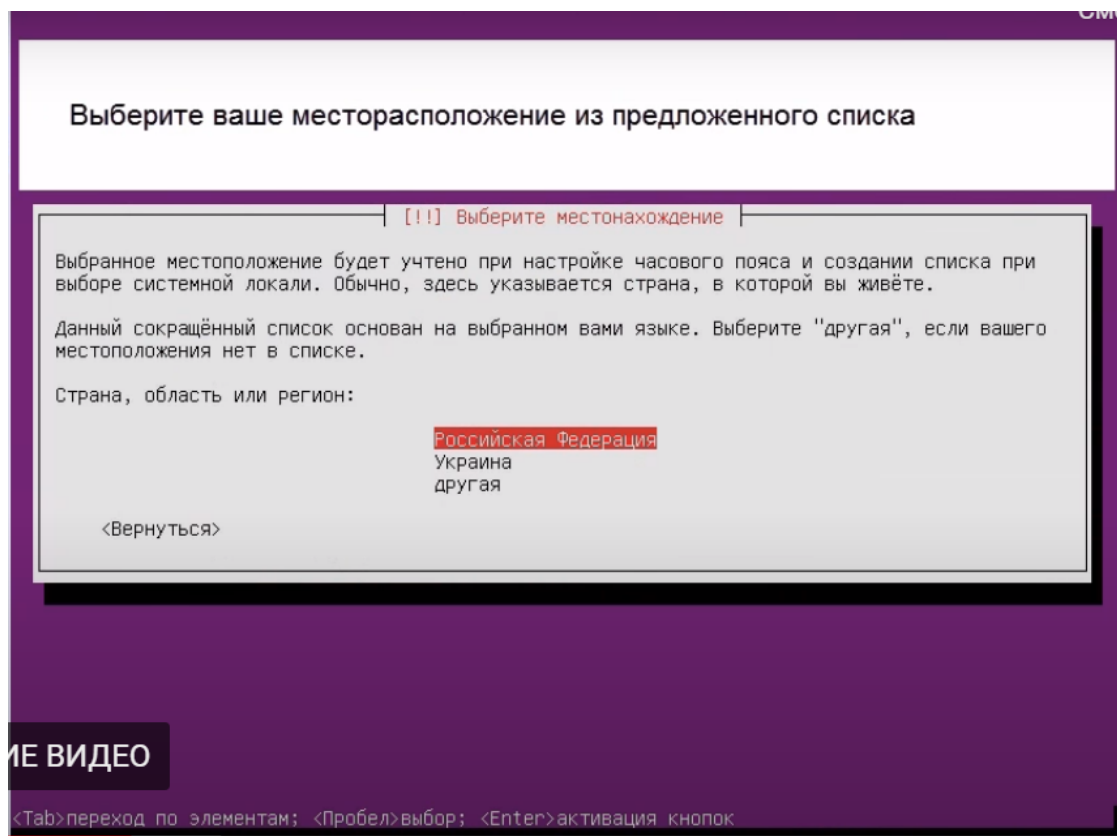 Выберите ваше месторасположение из предложенного списка
[!!] Выберите местонахождение
Выбранное местоположение будет учтено при настройке часового пояса и создании списка при
выборе системной локали. Обычно, здесь указывается страна, в которой вы живёте.
Данный сокращённый список основан на выбранном вами языке. Выберите "другая", если вашего
местоположения нет в списке.
Страна, область или регион:
Российская Федерация
Украина
другая
<Вернуться>
ВИДЕО
<Tab>переход по элементам; <Пробел>выбор; <Enter>активация кнопок